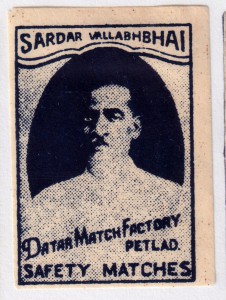 SARDAR VALLABHBHAI
DATAR MATCH FACTORY
PETLAD.
SAFETY MATCHES